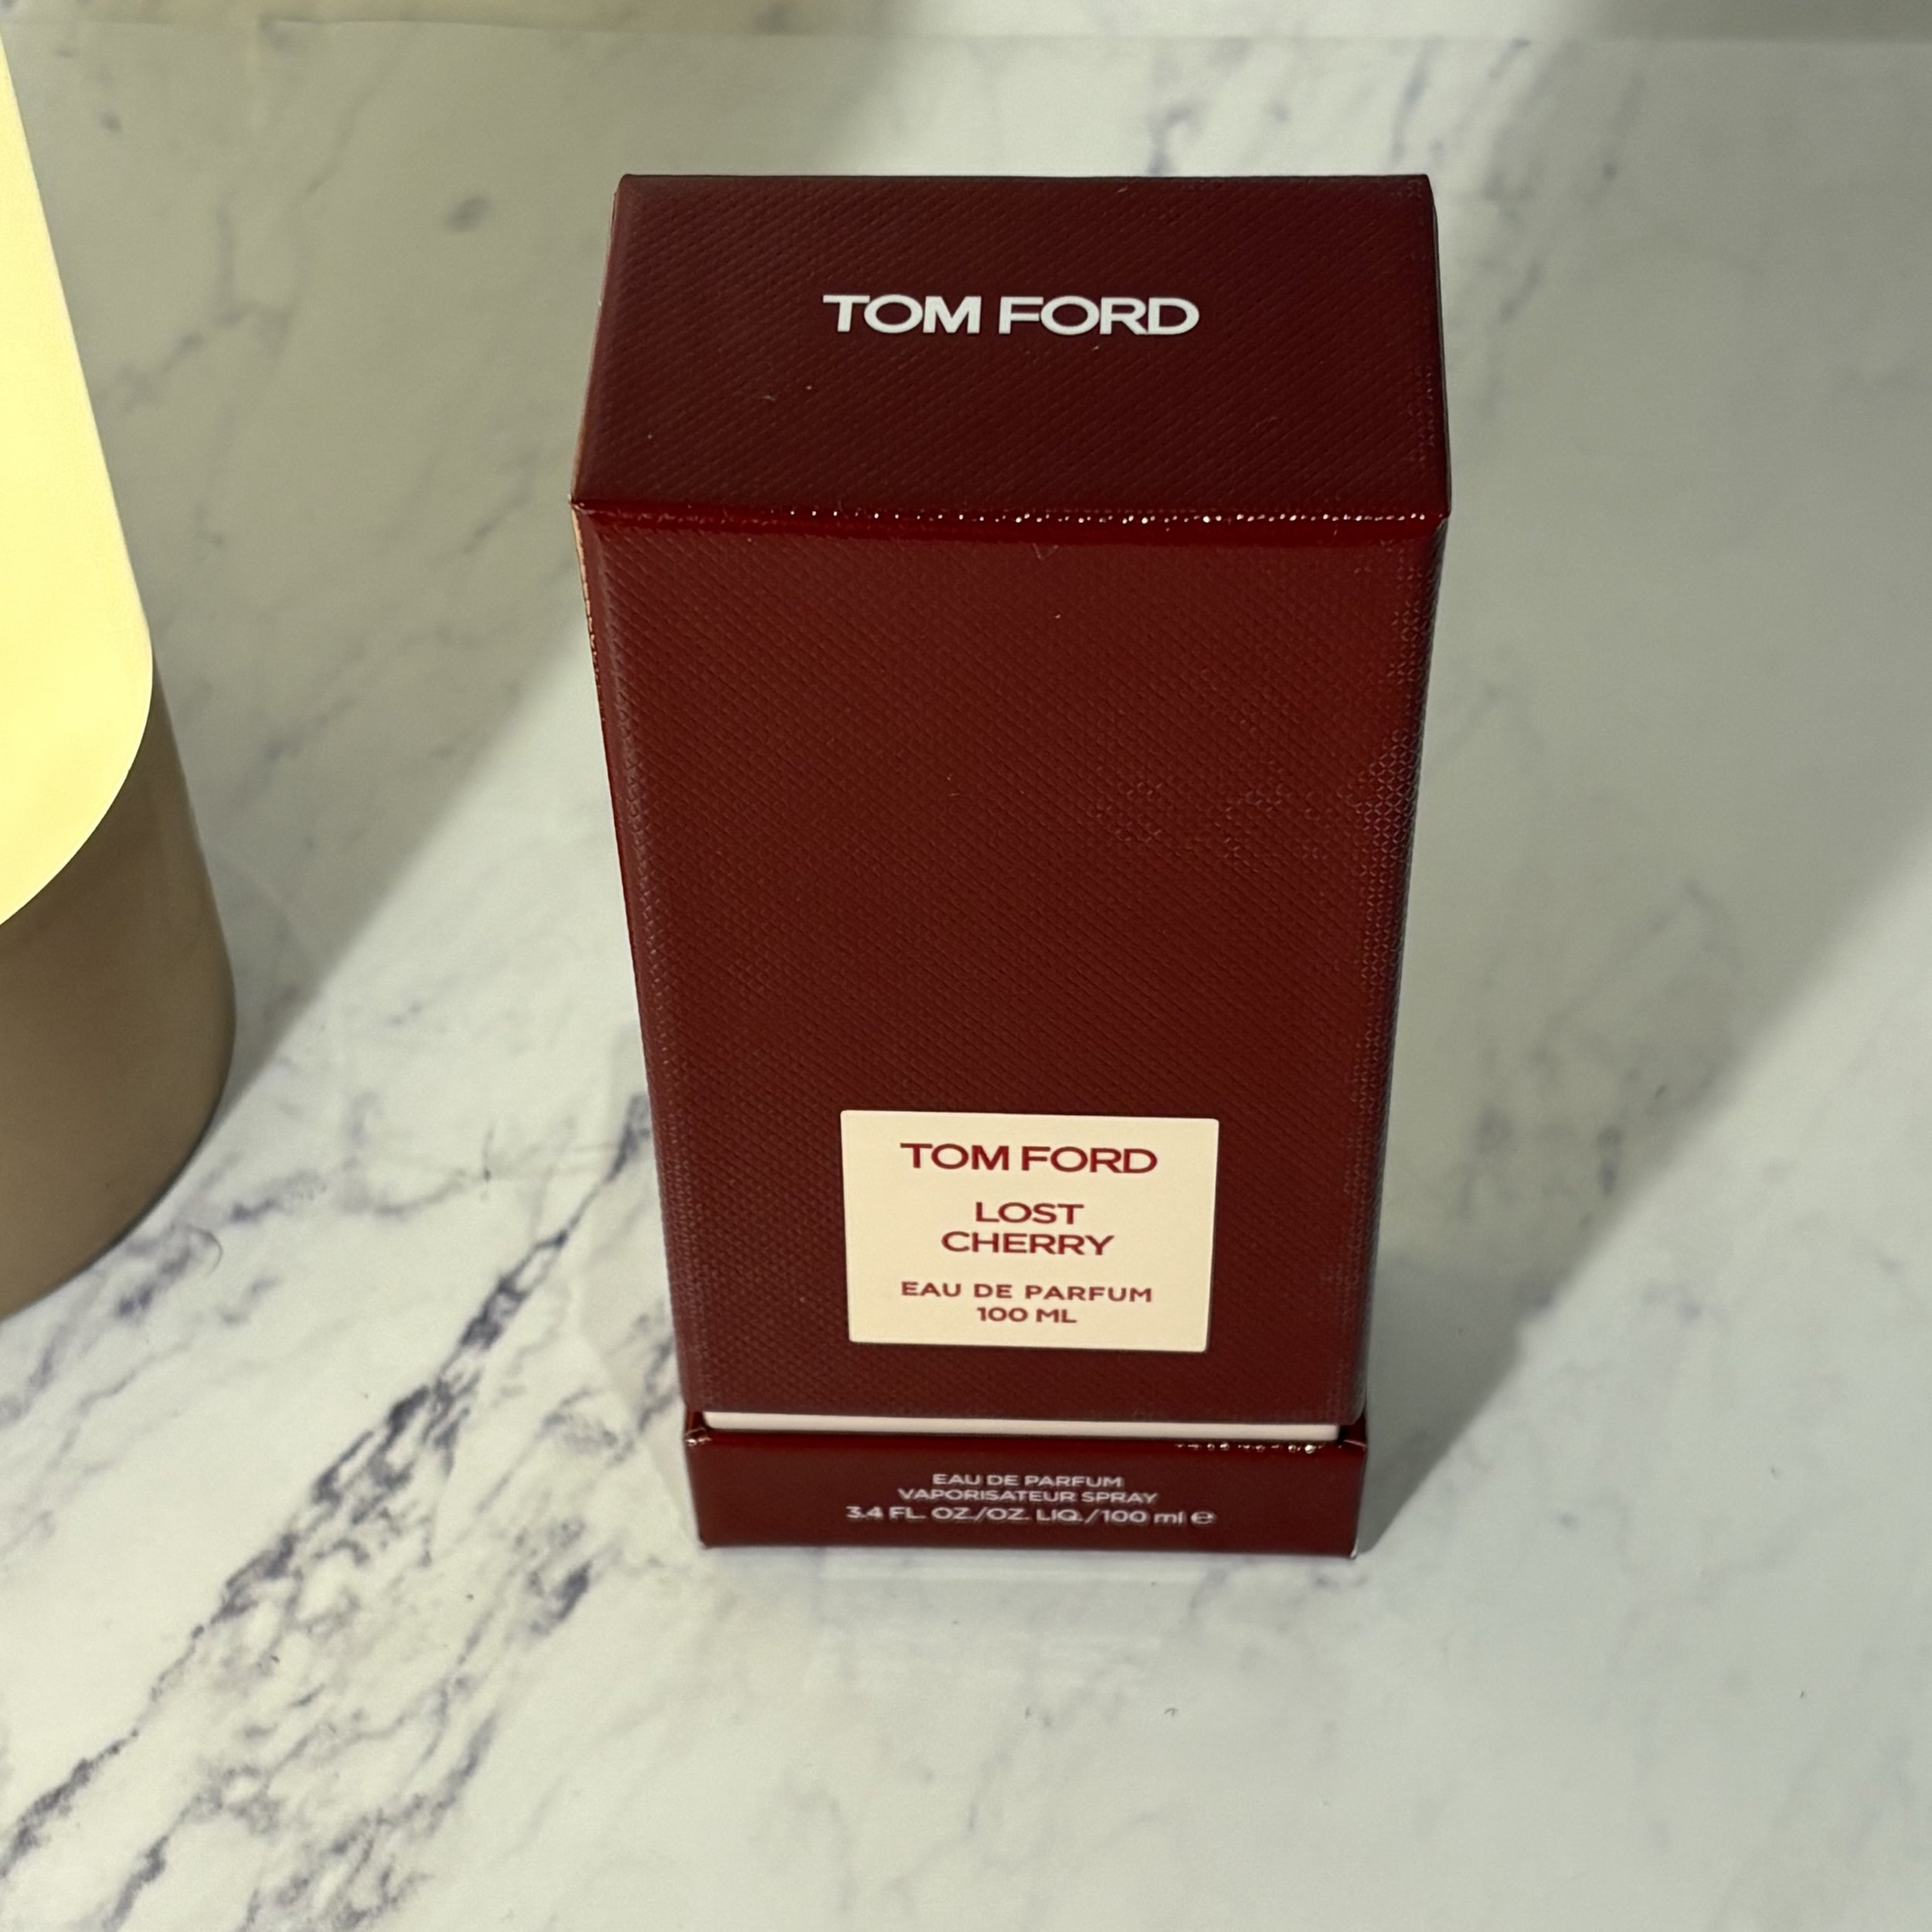 TOM FORD
TOM FORD
LOST
CHERRY
EAU DE PARFUM
100 ML
EAU DE PARFUM
VAPORISATEUR SPRAY
3.4 FL. OZ./OZ. LIQ./100 ml ℮